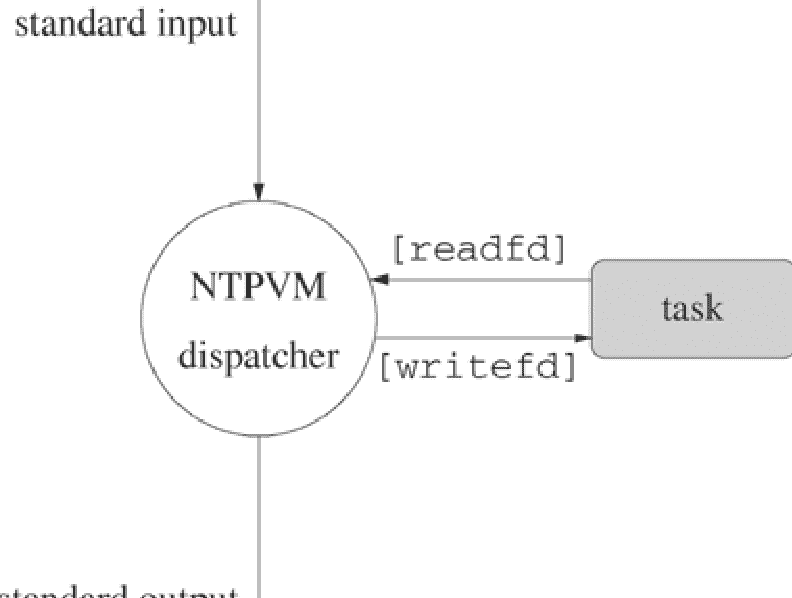 standard input
[readfd]
NTPVM
task
dispatcher
[writefd]
standard output